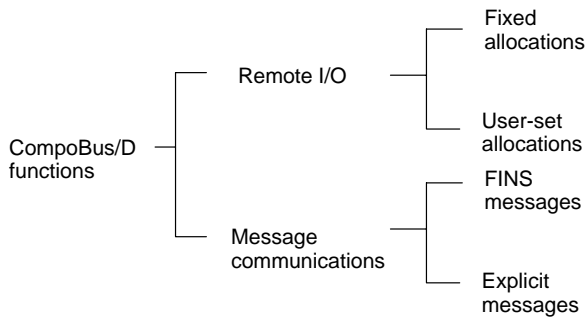 CompoBus/D
functions
Remote I/O
Fixed
allocations
User-set
allocations
Message
communications
FINS
messages
Explicit
messages